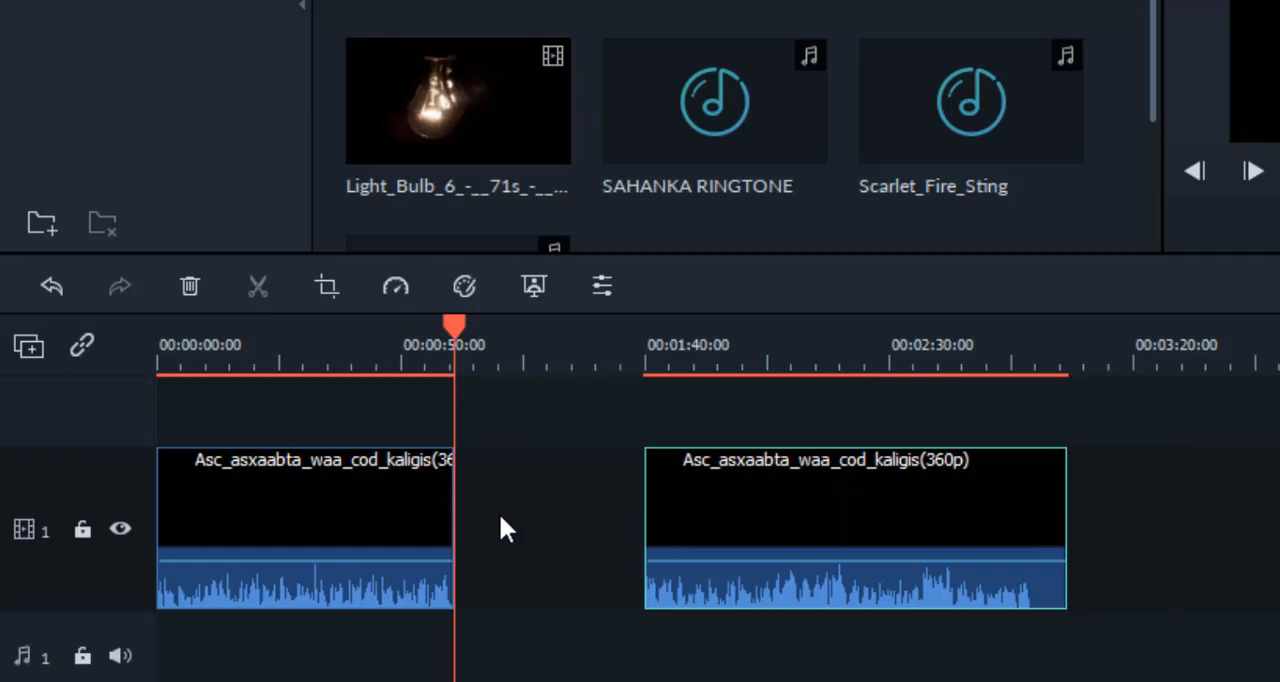 Light_Bulb_6_-__71s_-__...
SAHANKA RINGTONE
Scarlet_Fire_Sting
00:00:00:00
00:00:50:00
00:01:40:00
00:02:30:00
00:03:20:00
Asc_asxaabta_waa_cod_kaligis(36
Asc_asxaabta_waa_cod_kaligis(360p)
1
1